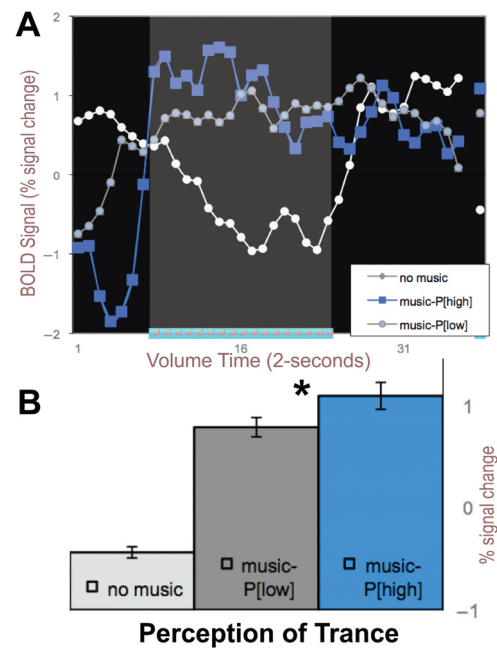 A
2
1
0
−1
−2
BOLD Signal (% signal change)
no music
music-P[high]
music-P[low]
1
16
31
Volume Time (2-seconds)
B
*
1
0
−1
% signal change
no music
music-
P[low]
music-
P[high]
Perception of Trance